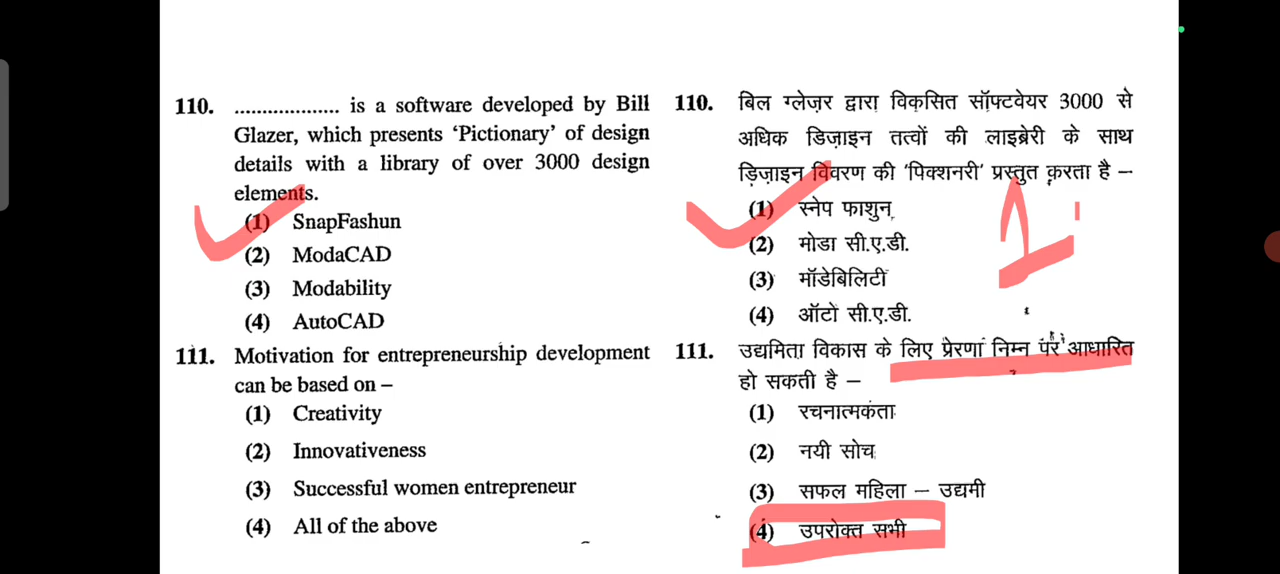 110. ................... is a software developed by Bill
Glazer, which presents ‘Pictionary’ of design
details with a library of over 3000 design
elements.
(1) SnapFashun
(2) ModaCAD
(3) Modability
(4) AutoCAD
111. Motivation for entrepreneurship development
can be based on –
(1) Creativity
(2) Innovativeness
(3) Successful women entrepreneur
(4) All of the above
110. बिल ग्लेज़र द्वारा विकसित सॉफ्टवेयर 3000 से
अधिक डिज़ाइन तत्वों की लाइब्रेरी के साथ
ड़िज़ाइन विवरण की ‘पिक्शनरी’ प्रस्तुत क़रता है –
(1) स्नेप फाशुन
(2) मोडा सी.ए.डी.
(3) मॉडेबिलिटी
(4) ऑटो सी.ए.डी.
1
111. उद्यमिता विकास के लिए प्रेरणा निम्न पर आधारित
हो सकती है –
(1) रचनात्मकता
(2) नयी सोच
(3) सफल महिला – उद्यमी
(4) उपरोक्त सभी